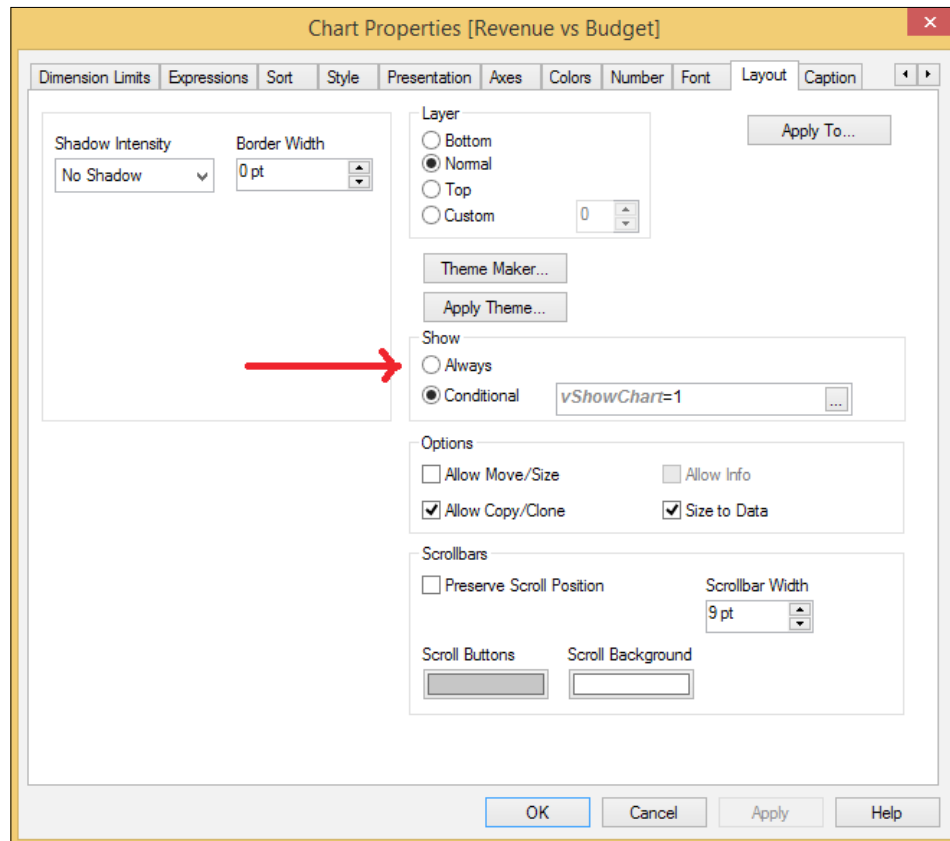 Chart Properties [Revenue vs Budget]
Dimension Limits Expressions Sort Style Presentation Axes Colors Number Font Layout Caption
Shadow Intensity Border Width
No Shadow 0 pt
Layer
Bottom
Normal
Top
Custom 0
Apply To...
Theme Maker...
Apply Theme...
Show
Always
Conditional vShowChart=1 ...
Options
Allow Move/Size Allow Info
Allow Copy/Clone Size to Data
Scrollbars
Preserve Scroll Position Scrollbar Width
9 pt
Scroll Buttons Scroll Background
OK Cancel Apply Help